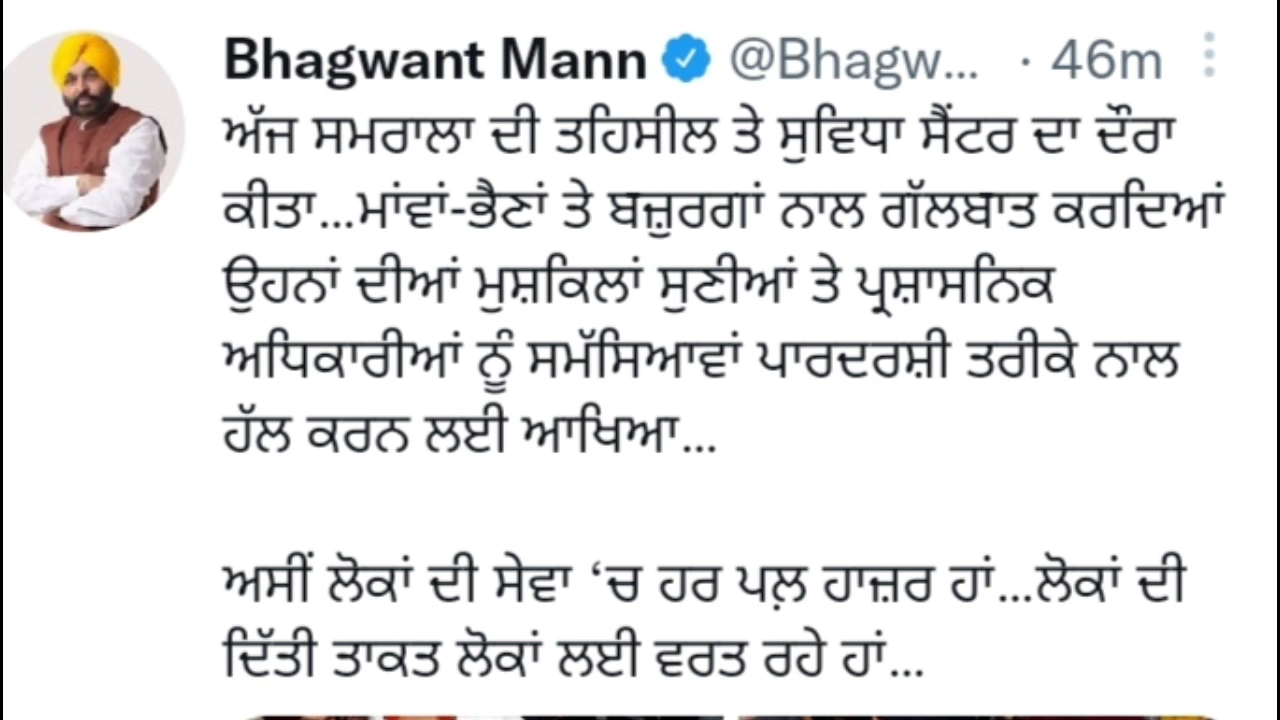 Bhagwant Mann @Bhagw... · 46m
ਅੱਜ ਸਮਰਾਲਾ ਦੀ ਤਹਿਸੀਲ ਤੇ ਸੁਵਿਧਾ ਸੈਂਟਰ ਦਾ ਦੌਰਾ
ਕੀਤਾ...ਮਾਂਵਾਂ-ਭੈਣਾਂ ਤੇ ਬਜ਼ੁਰਗਾਂ ਨਾਲ ਗੱਲਬਾਤ ਕਰਦਿਆਂ
ਉਹਨਾਂ ਦੀਆਂ ਮੁਸ਼ਕਿਲਾਂ ਸੁਣੀਆਂ ਤੇ ਪ੍ਰਸ਼ਾਸਨਿਕ
ਅਧਿਕਾਰੀਆਂ ਨੂੰ ਸਮੱਸਿਆਵਾਂ ਪਾਰਦਰਸ਼ੀ ਤਰੀਕੇ ਨਾਲ
ਹੱਲ ਕਰਨ ਲਈ ਆਖਿਆ...
ਅਸੀਂ ਲੋਕਾਂ ਦੀ ਸੇਵਾ ‘ਚ ਹਰ ਪਲ਼ ਹਾਜ਼ਰ ਹਾਂ...ਲੋਕਾਂ ਦੀ
ਦਿੱਤੀ ਤਾਕਤ ਲੋਕਾਂ ਲਈ ਵਰਤ ਰਹੇ ਹਾਂ...